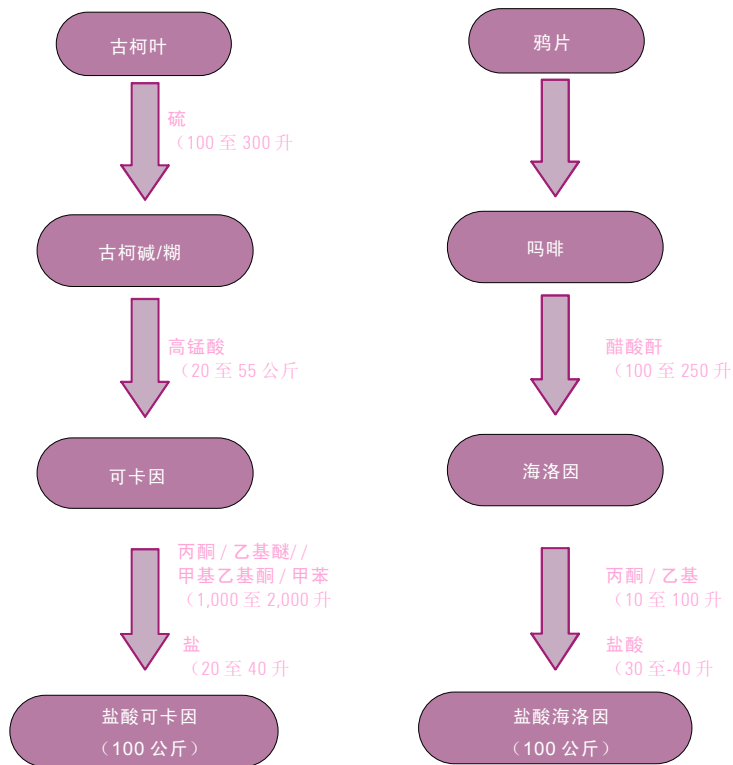 古柯叶
硫
（100 至 300 升
古柯碱/糊
高锰酸
（20 至 55 公斤
可卡因
丙酮 / 乙基醚/ /
甲基乙基酮 / 甲苯
（1,000 至 2,000 升
盐
（20 至 40 升
盐酸可卡因
（100 公斤）
鸦片
吗啡
醋酸酐
（100 至 250 升
海洛因
丙酮 / 乙基
（10 至 100 升
盐酸
（30 至-40 升
盐酸海洛因
（100 公斤）